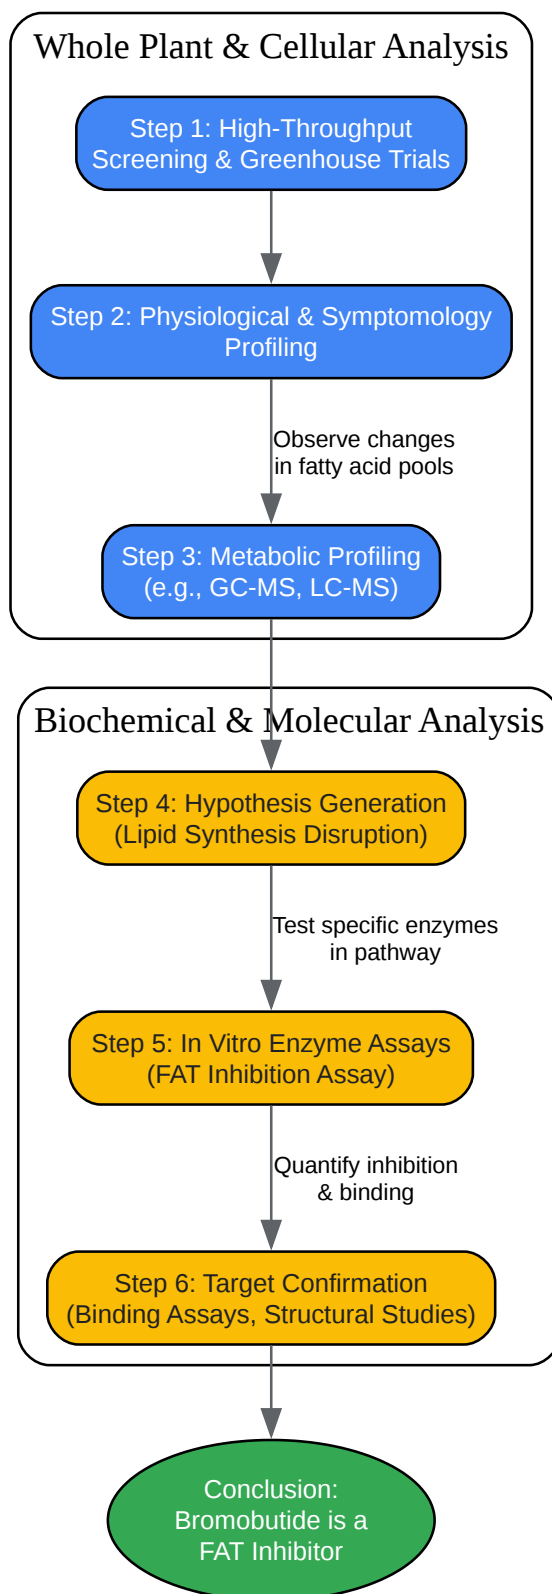 Whole Plant & Cellular Analysis
Step 1: High-Throughput
Screening & Greenhouse Trials
Step 2: Physiological & Symptomology
Profiling
Observe changes
in fatty acid pools
Step 3: Metabolic Profiling
(e.g., GC-MS, LC-MS)
Biochemical & Molecular Analysis
Step 4: Hypothesis Generation
(Lipid Synthesis Disruption)
Test specific enzymes
in pathway
Step 5: In Vitro Enzyme Assays
(FAT Inhibition Assay)
Quantify inhibition
& binding
Step 6: Target Confirmation
(Binding Assays, Structural Studies)
Conclusion:
Bromobutide is a
FAT Inhibitor